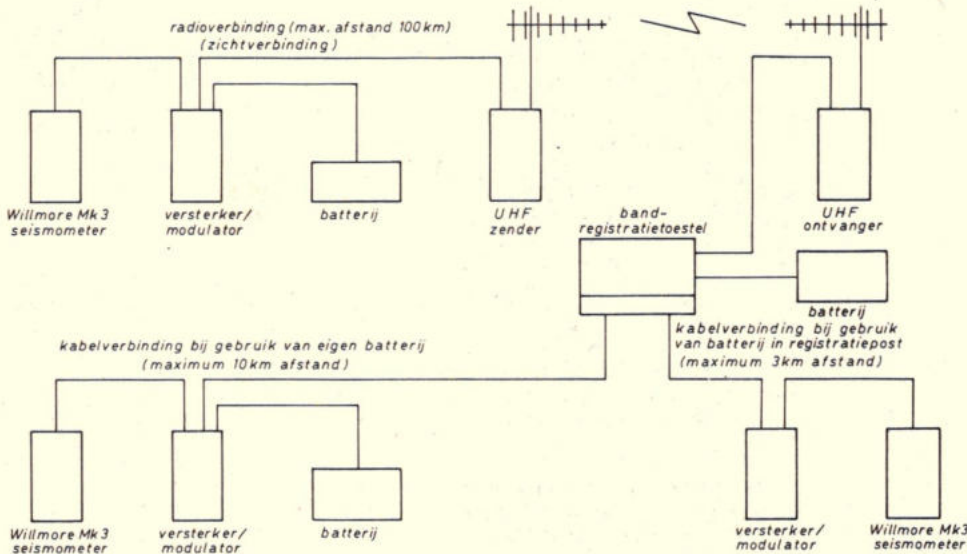 radioverbinding (max. afstand 100km)
(zichtverbinding)
Willmore Mk3
seismometer
versterker/
modulator
batterij
UHF
zender
band-
registratietoestel
UHF
ontvanger
batterij
kabelverbinding bij gebruik van eigen batterij
(maximum 10km afstand)
kabelverbinding bij gebruik
van batterij in registratiepost
(maximum 3km afstand)
Willmore Mk3
seismometer
versterker/
modulator
batterij
versterker/
modulator
Willmore Mk3
seismometer